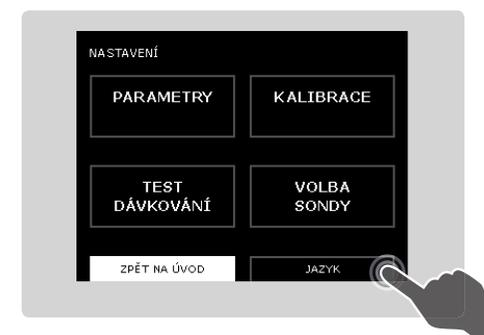 NASTAVENÍ
PARAMETRY
KALIBRACE
TEST
DÁVKOVÁNÍ
VOLBA
SONDY
ZPĚT NA ÚVOD
JAZYK